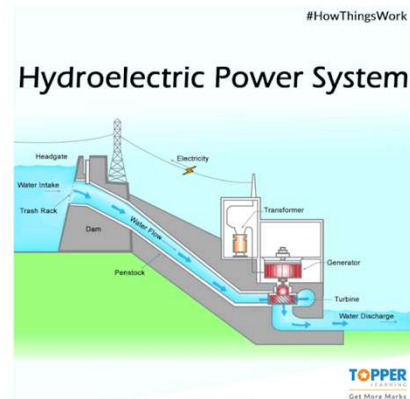 #HowThingsWork
Hydroelectric Power System
Headgate
Electricity
Water Intake
Trash Rack
Transformer
Water Flow
Dam
Generator
Penstock
Turbine
Water Discharge
TOPPER
LEARNING
Get More Marks